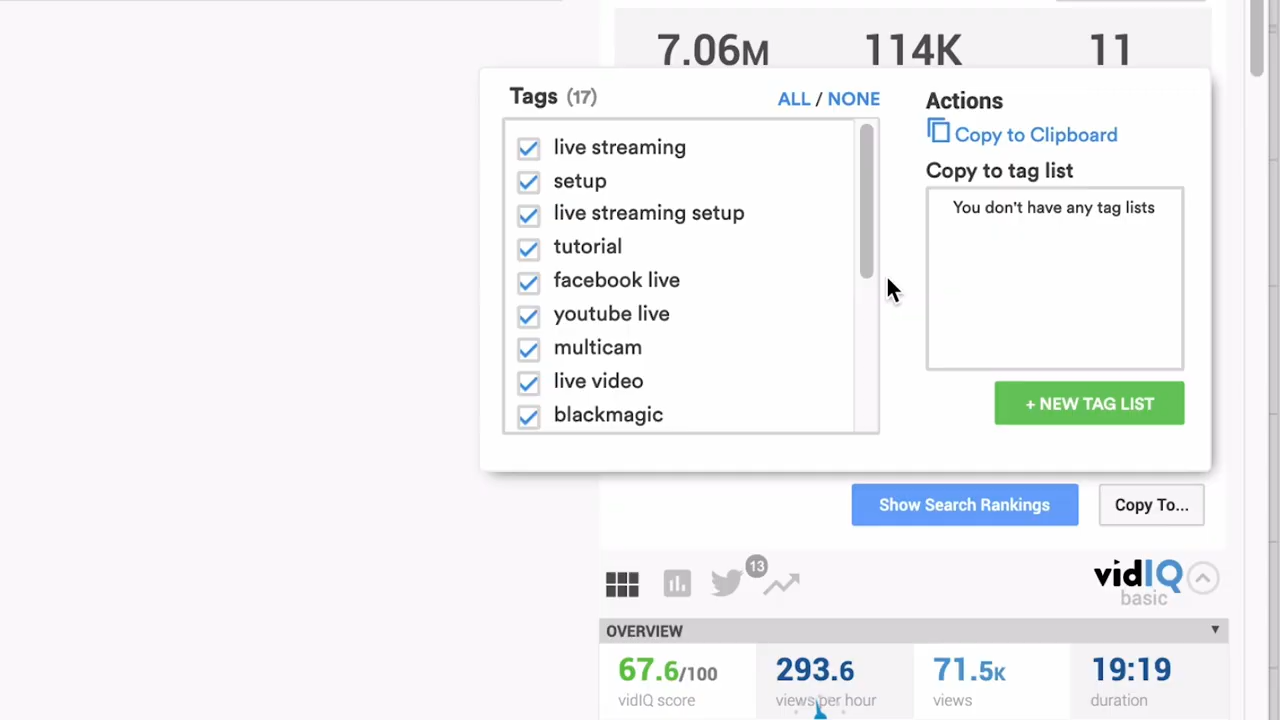 7.06M 114K 11
Tags (17)
ALL / NONE
live streaming
setup
live streaming setup
tutorial
facebook live
youtube live
multicam
live video
blackmagic
Actions
Copy to Clipboard
Copy to tag list
You don't have any tag lists
+ NEW TAG LIST
Show Search Rankings
Copy To...
13
vidIQ
basic
OVERVIEW
67.6/100 293.6 71.5K 19:19
vidIQ score views per hour views duration